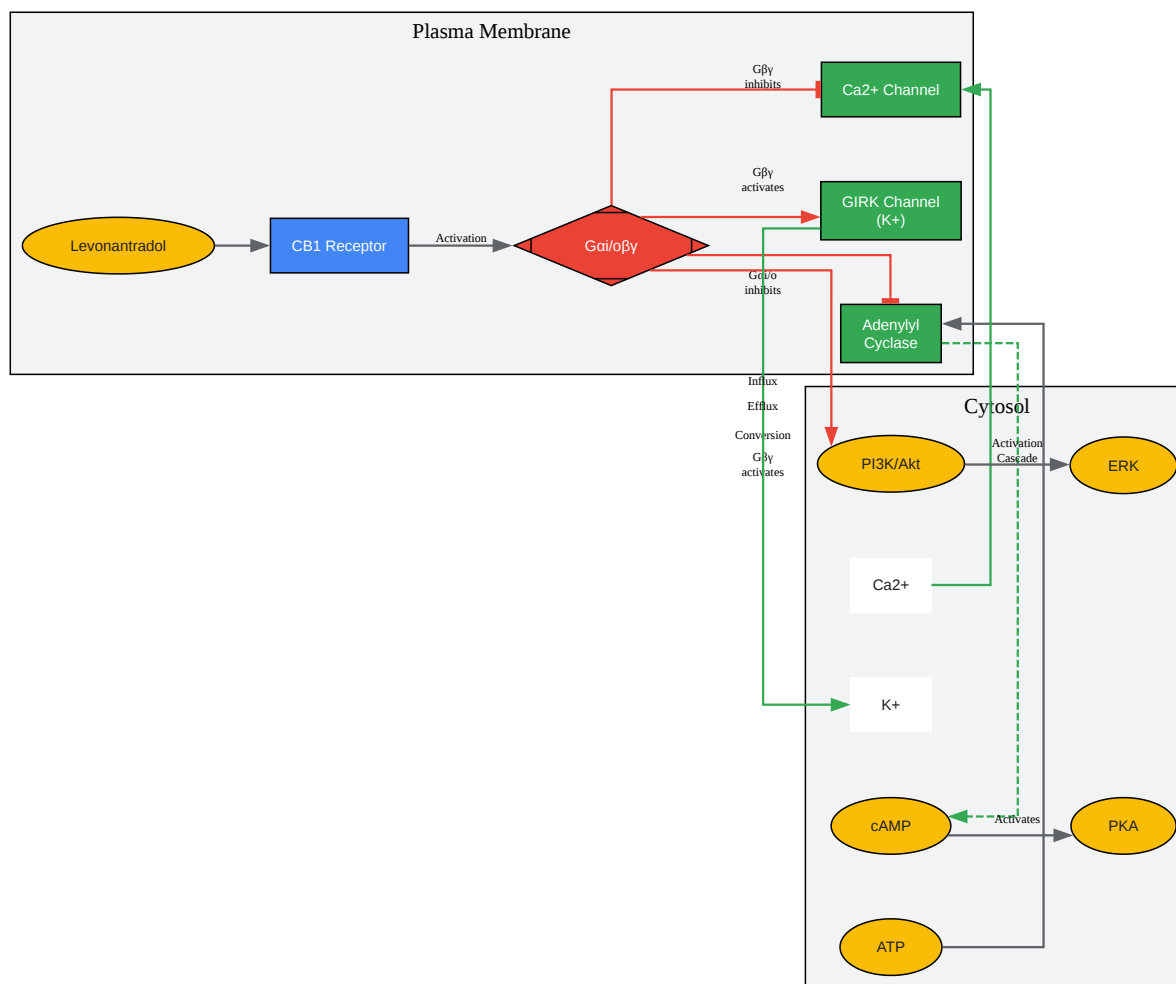 Plasma Membrane
Gβγ
inhibits
Ca2+ Channel
Gβγ
activates
GIRK Channel
(K+)
Levonantradol
CB1 Receptor
Activation
Gαi/oβγ
Gαi/o
inhibits
Adenylyl
Cyclase
Influx
Efflux
Conversion
Gβγ
activates
Cytosol
PI3K/Akt
Activation
Cascade
ERK
Ca2+
K+
cAMP
Activates
PKA
ATP